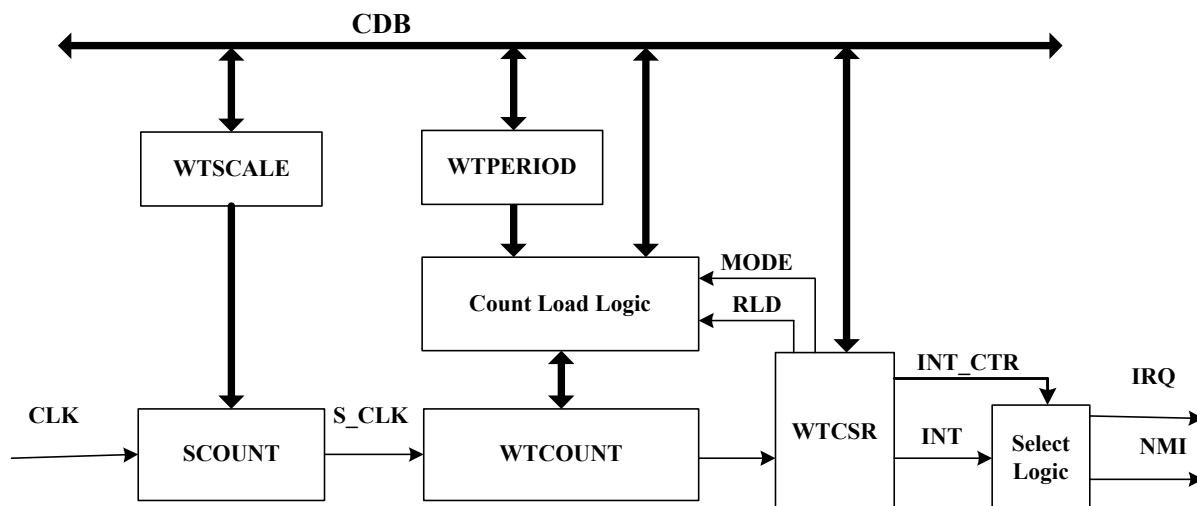 CDB
WTSCALE
WTPERIOD
MODE
Count Load Logic
RLD
INT_CTR
IRQ
CLK
S_CLK
WTCSR
INT
NMI
SCOUNT
WTCOUNT
Select
Logic